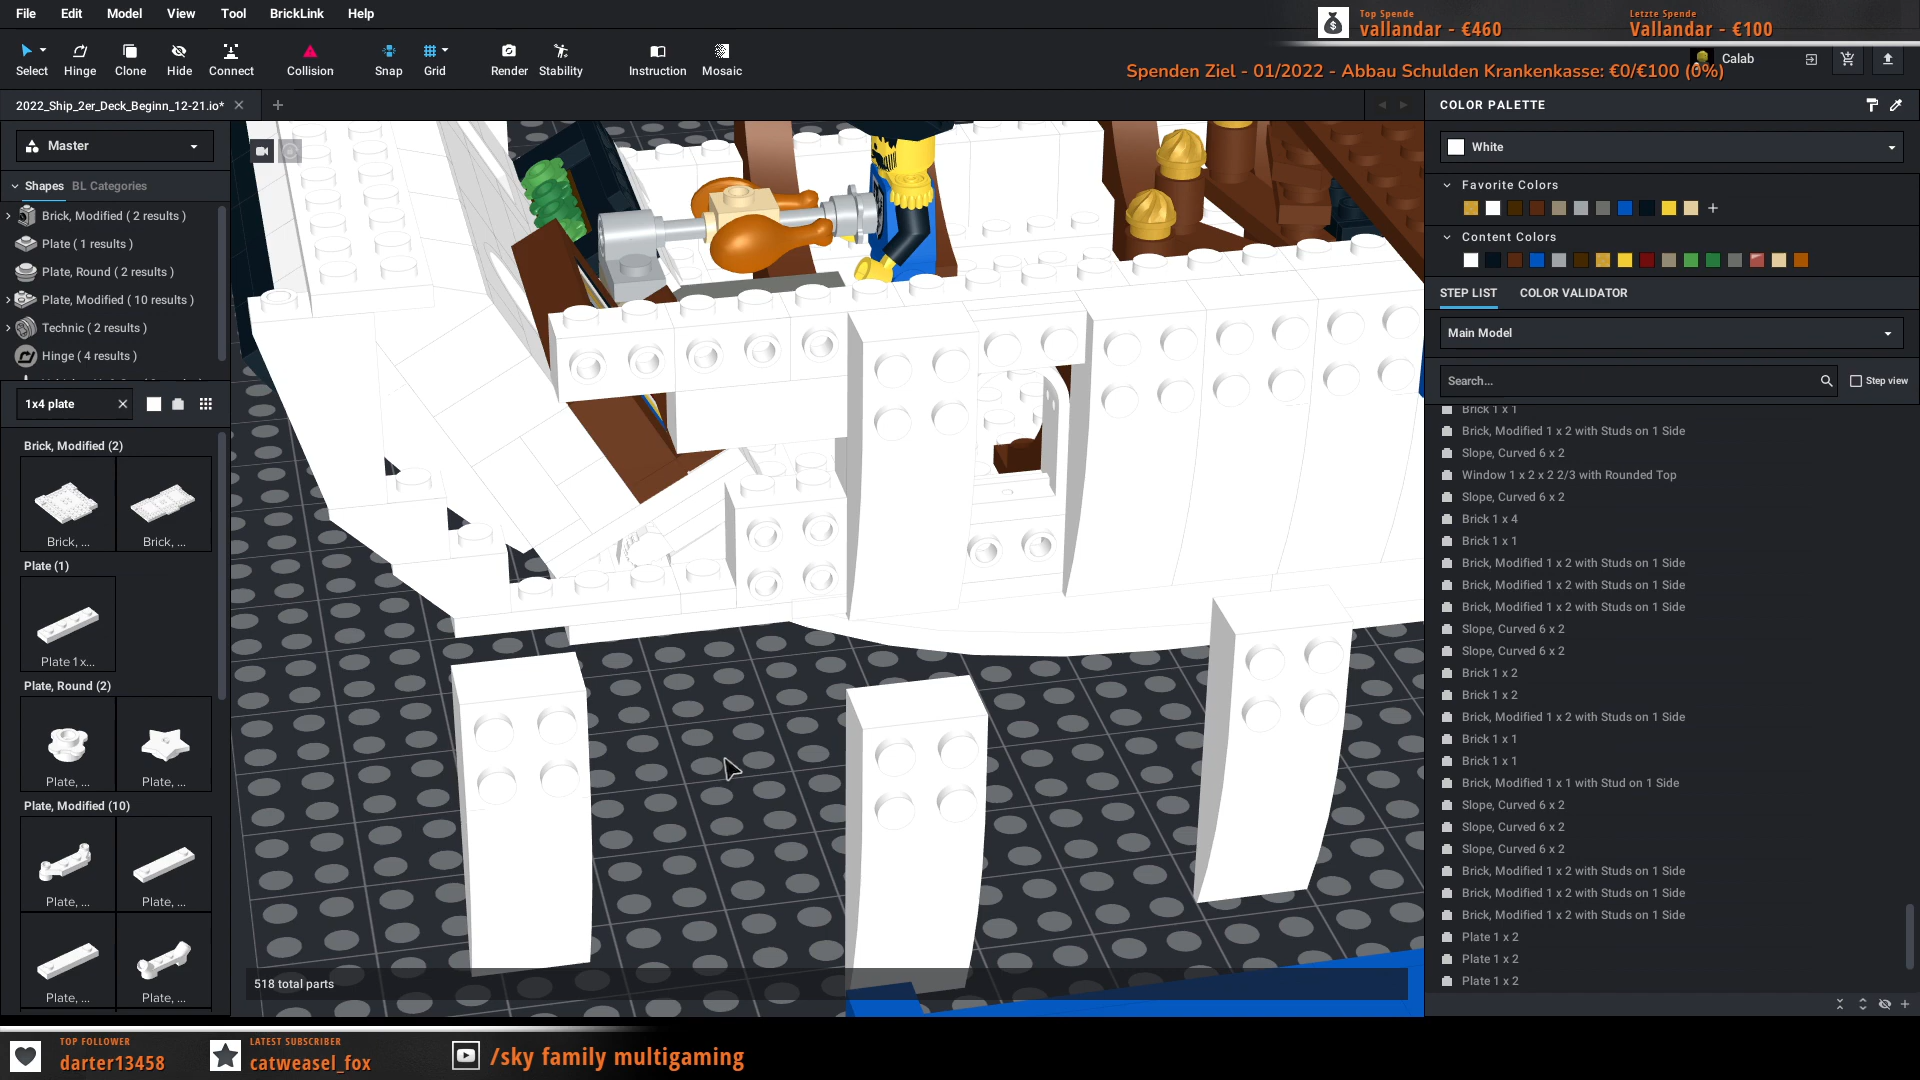 File Edit Model View Tool BrickLink Help
Top Spende
vallandar - €460
Letzte Spende
Vallandar - €100
Select Hinge Clone Hide Connect Collision Snap Grid Render Stability Instruction Mosaic
Spenden Ziel - 01/2022 - Abbau Schulden Krankenkasse: €0/€100 (0%)
Calab
2022_Ship_2er_Deck_Beginn_12-21.io*
Master
Shapes BL Categories
Brick, Modified ( 2 results )
Plate ( 1 results )
Plate, Round ( 2 results )
Plate, Modified ( 10 results )
Technic ( 2 results )
Hinge ( 4 results )
1x4 plate
Brick, Modified (2)
Brick, ... Brick, ...
Plate (1)
Plate 1x...
Plate, Round (2)
Plate, ... Plate, ...
Plate, Modified (10)
Plate, ... Plate, ...
Plate, ... Plate, ...
518 total parts
COLOR PALETTE
White
Favorite Colors
Content Colors
STEP LIST COLOR VALIDATOR
Main Model
Search...
Step view
Brick 1 x 1
Brick, Modified 1 x 2 with Studs on 1 Side
Slope, Curved 6 x 2
Window 1 x 2 x 2 2/3 with Rounded Top
Slope, Curved 6 x 2
Brick 1 x 4
Brick 1 x 1
Brick, Modified 1 x 2 with Studs on 1 Side
Brick, Modified 1 x 2 with Studs on 1 Side
Brick, Modified 1 x 2 with Studs on 1 Side
Slope, Curved 6 x 2
Slope, Curved 6 x 2
Brick 1 x 2
Brick 1 x 2
Brick, Modified 1 x 2 with Studs on 1 Side
Brick 1 x 1
Brick 1 x 1
Brick, Modified 1 x 1 with Stud on 1 Side
Slope, Curved 6 x 2
Slope, Curved 6 x 2
Slope, Curved 6 x 2
Brick, Modified 1 x 2 with Studs on 1 Side
Brick, Modified 1 x 2 with Studs on 1 Side
Brick, Modified 1 x 2 with Studs on 1 Side
Plate 1 x 2
Plate 1 x 2
Plate 1 x 2
TOP FOLLOWER
darter13458
LATEST SUBSCRIBER
catweasel_fox
/sky family multigaming